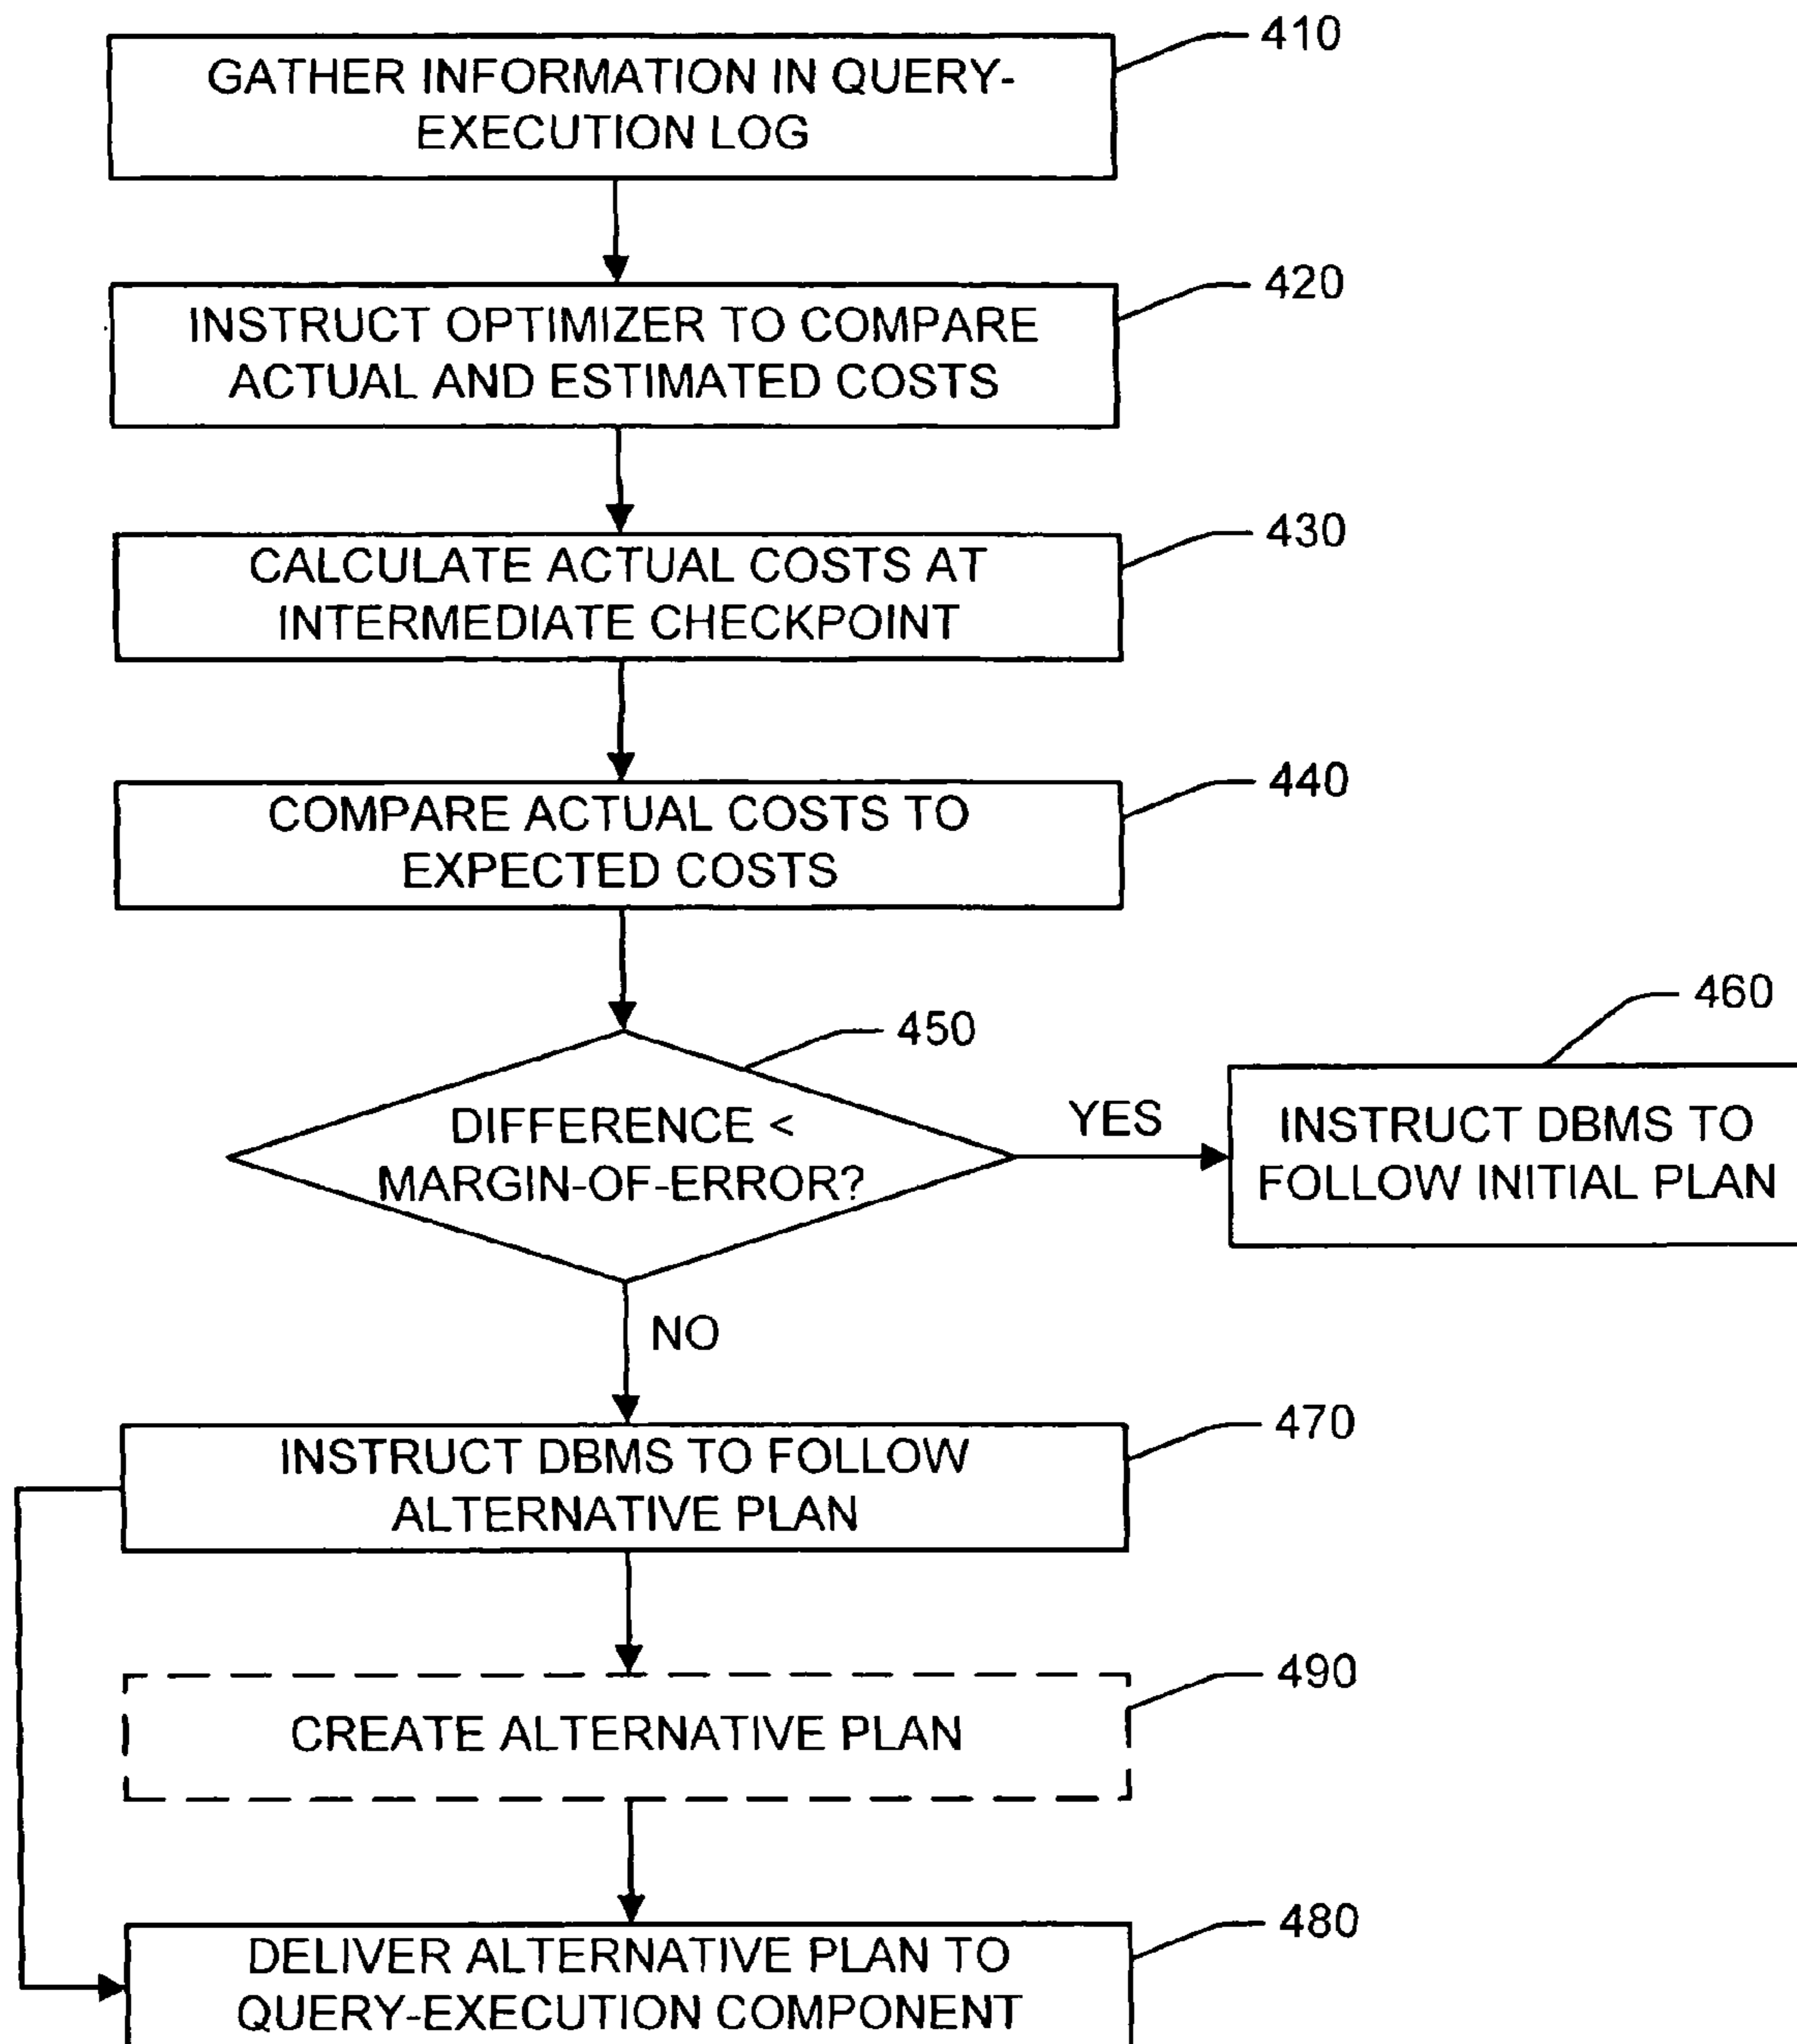 410
GATHER INFORMATION IN QUERY-
EXECUTION LOG
420
INSTRUCT OPTIMIZER TO COMPARE
ACTUAL AND ESTIMATED COSTS
430
CALCULATE ACTUAL COSTS AT
INTERMEDIATE CHECKPOINT
440
COMPARE ACTUAL COSTS TO
EXPECTED COSTS
450
DIFFERENCE <
MARGIN-OF-ERROR?
YES
460
INSTRUCT DBMS TO
FOLLOW INITIAL PLAN
NO
470
INSTRUCT DBMS TO FOLLOW
ALTERNATIVE PLAN
490
CREATE ALTERNATIVE PLAN
480
DELIVER ALTERNATIVE PLAN TO
QUERY-EXECUTION COMPONENT